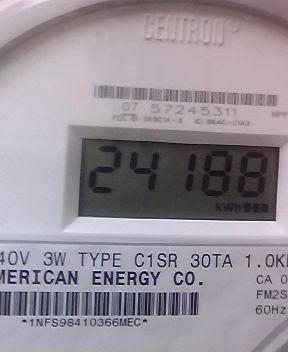 CENTRON®
07 57245311
24188
kWh
40V 3W TYPE C1SR 30TA 1.0K
MERICAN ENERGY CO.
CA 0
FM2S
60Hz
*1NFS98410366MEC*